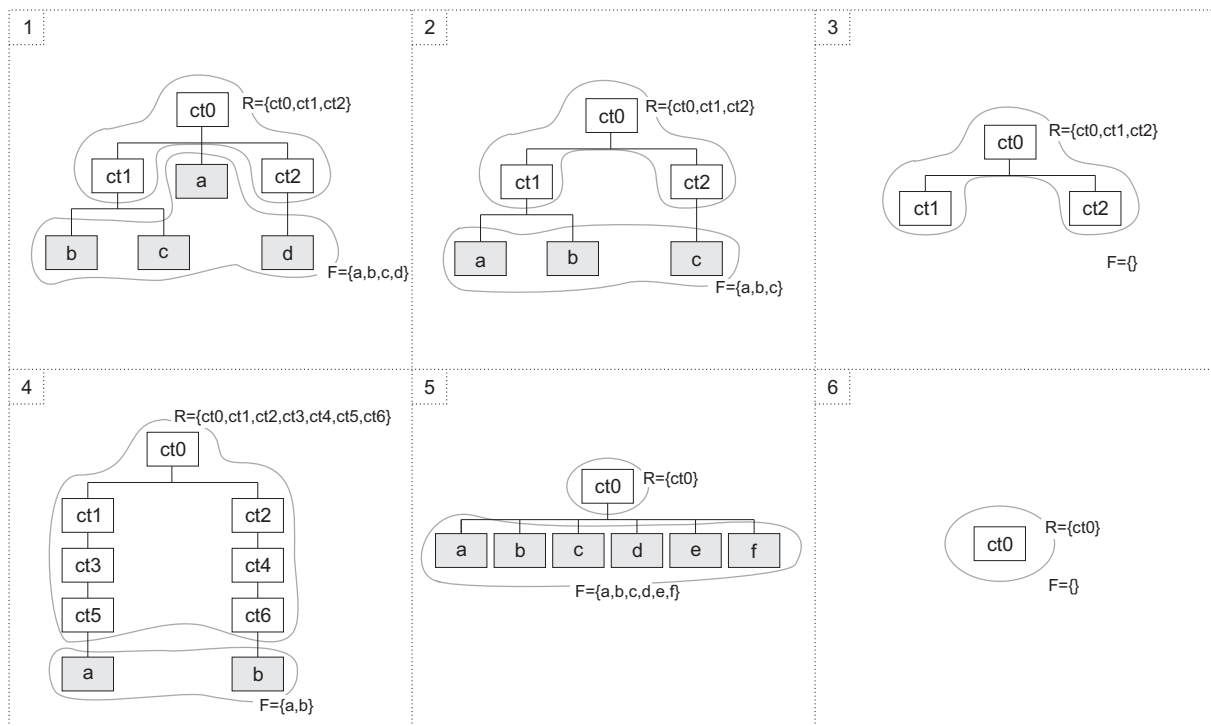 1
ct0
R={ct0,ct1,ct2}
ct1
a
ct2
b
c
d
F={a,b,c,d}
2
ct0
R={ct0,ct1,ct2}
ct1
ct2
a
b
c
F={a,b,c}
3
ct0
R={ct0,ct1,ct2}
ct1
ct2
F={}
4
R={ct0,ct1,ct2,ct3,ct4,ct5,ct6}
ct0
ct1
ct2
ct3
ct4
ct5
ct6
a
b
F={a,b}
5
ct0
R={ct0}
a
b
c
d
e
f
F={a,b,c,d,e,f}
6
ct0
R={ct0}
F={}